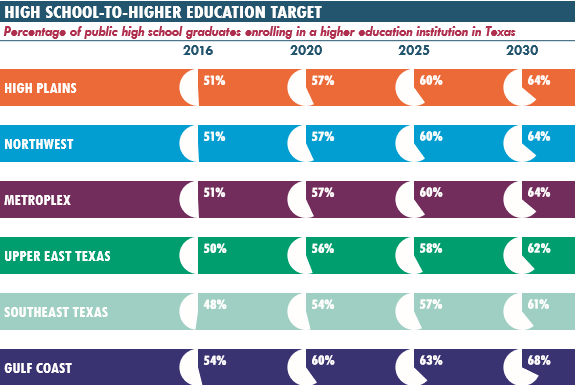 HIGH SCHOOL-TO-HIGHER EDUCATION TARGET
Percentage of public high school graduates enrolling in a higher education institution in Texas
2016 2020 2025 2030
HIGH PLAINS 51% 57% 60% 64%
NORTHWEST 51% 57% 60% 64%
METROPLEX 51% 57% 60% 64%
UPPER EAST TEXAS 50% 56% 58% 62%
SOUTHEAST TEXAS 48% 54% 57% 61%
GULF COAST 54% 60% 63% 68%